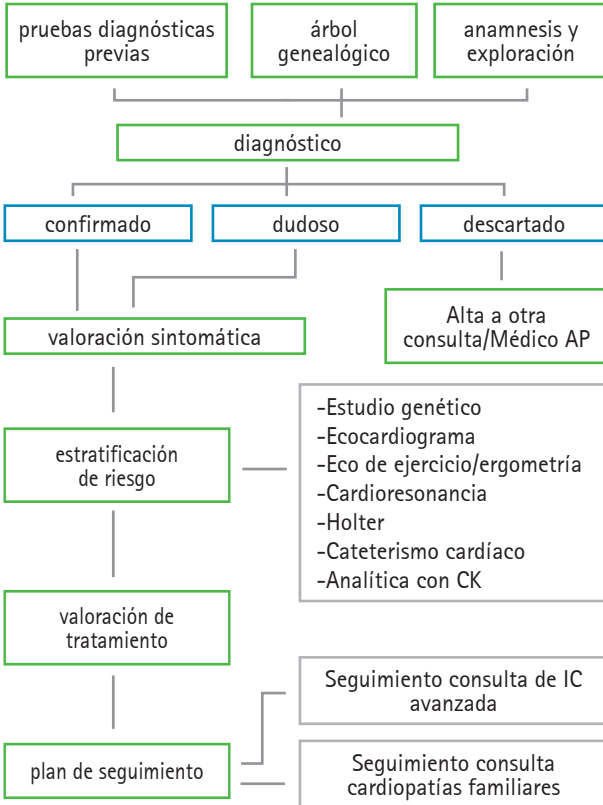 pruebas diagnósticas
previas
árbol
genealógico
anamnesis y
exploración
diagnóstico
confirmado
dudoso
descartado
valoración sintomática
Alta a otra
consulta/Médico AP
estratificación
de riesgo
-Estudio genético
-Ecocardiograma
-Eco de ejercicio/ergometría
-Cardioresonancia
-Holter
-Cateterismo cardíaco
-Analítica con CK
valoración de
tratamiento
plan de seguimiento
Seguimiento consulta de IC
avanzada
Seguimiento consulta
cardiopatías familiares